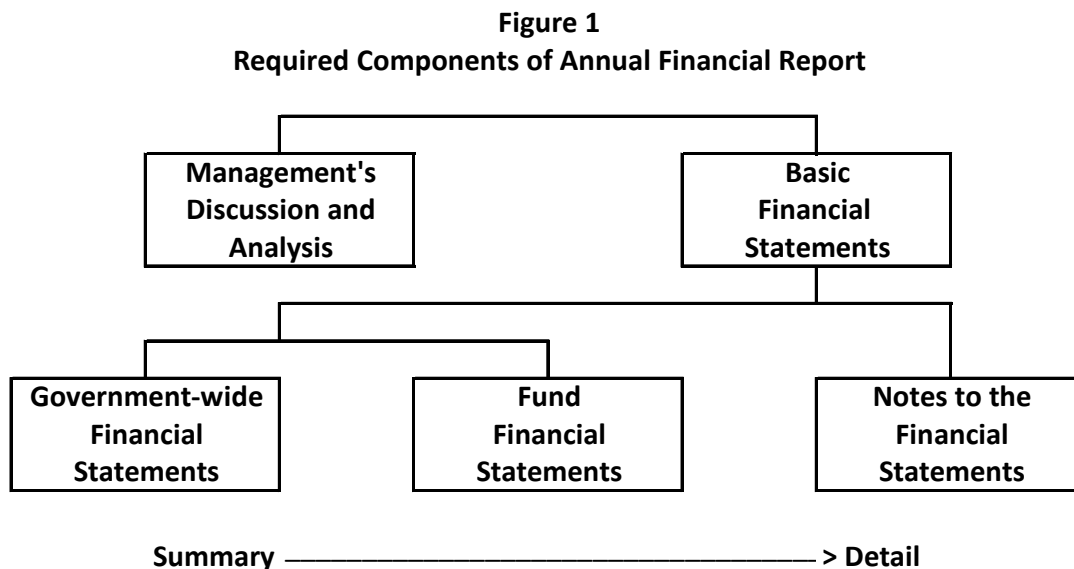 Figure 1
Required Components of Annual Financial Report
Management's
Discussion and
Analysis
Basic
Financial
Statements
Government-wide
Financial
Statements
Fund
Financial
Statements
Notes to the
Financial
Statements
Summary ――――――――――――――――――― > Detail